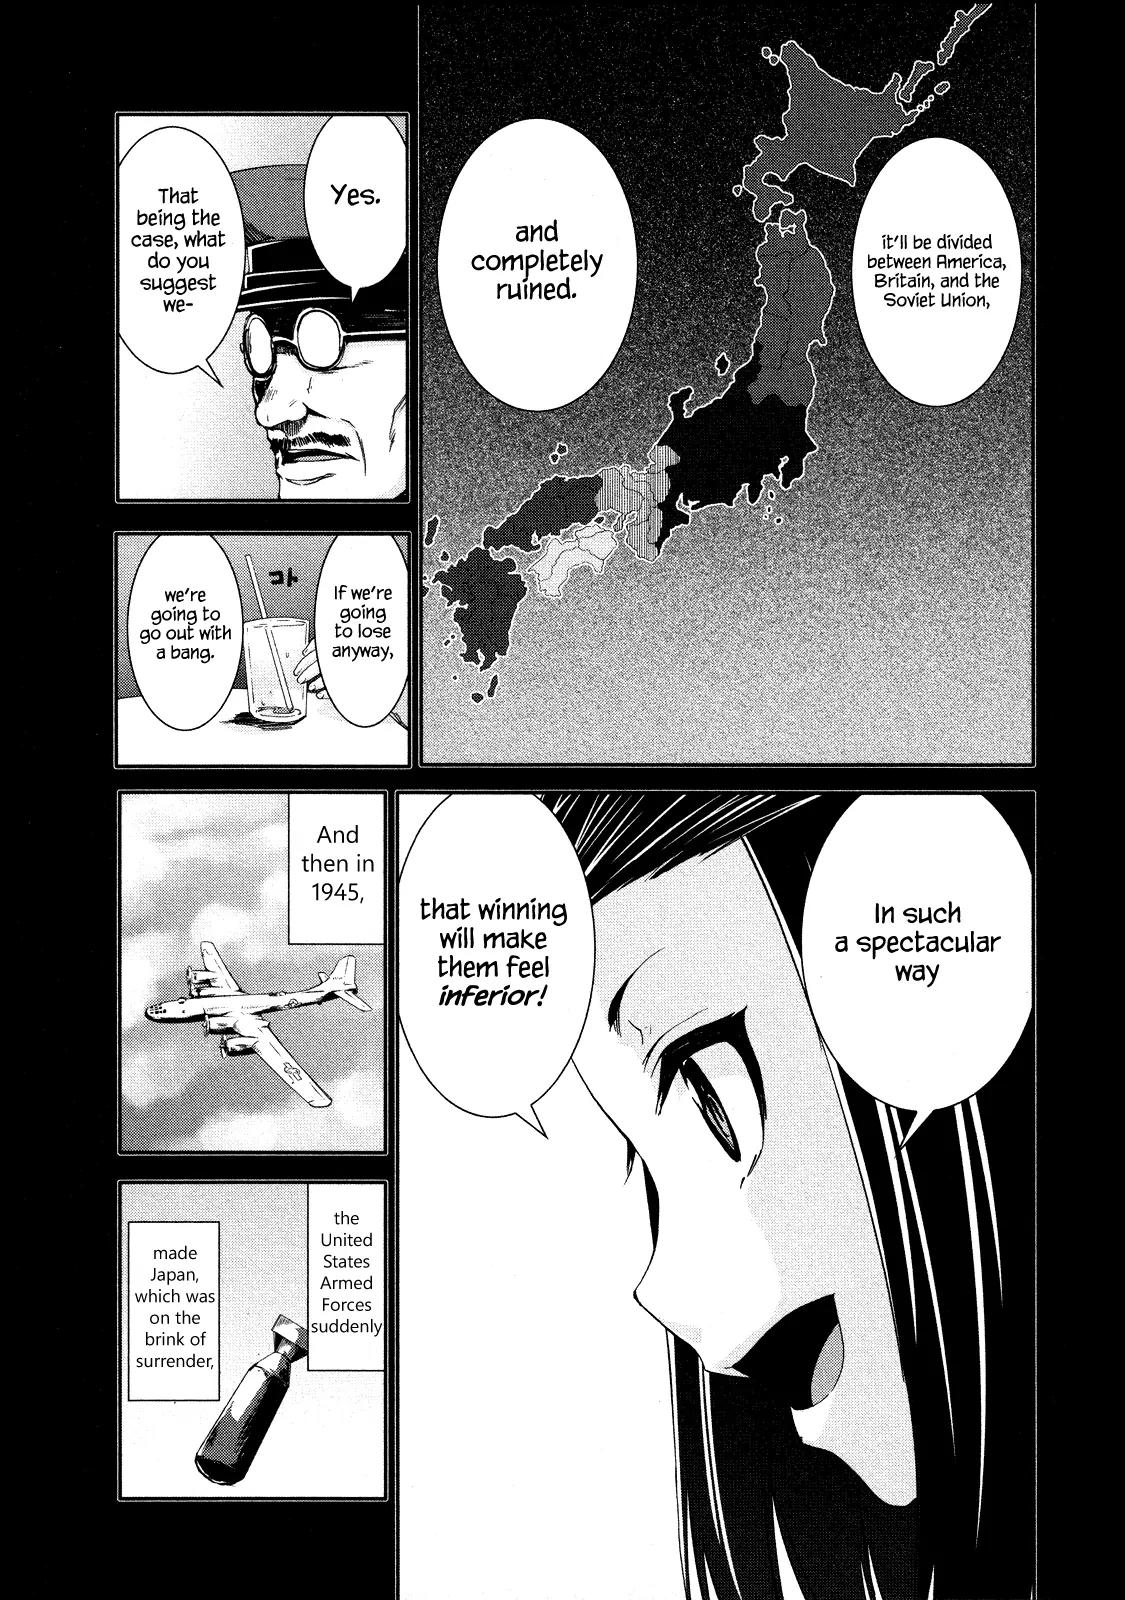 it'll be divided
between America,
Britain, and the
Soviet Union,
and
completely
ruined.
Yes.
That
being the
case, what
do you
suggest
we-
If we're
going
to lose
anyway,
コト
we're
going to
go out with
a bang.
In such
a spectacular
way
that winning
will make
them feel
inferior!
And
then in
1945,
the
United
States
Armed
Forces
suddenly
made
Japan,
which was
on the
brink of
surrender,